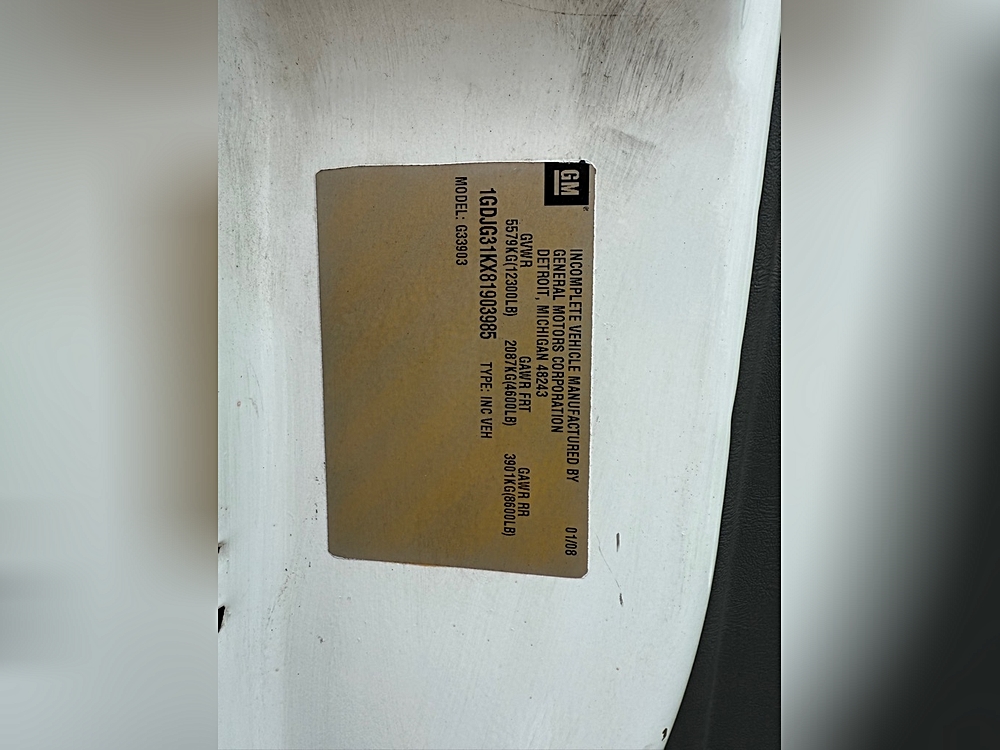 GM
INCOMPLETE VEHICLE MANUFACTURED BY 01/08
GENERAL MOTORS CORPORATION
DETROIT, MICHIGAN 48243
GVWR GAWR FRT GAWR RR
5579KG(12300LB) 2087KG(4600LB) 3901KG(8600LB)
1GDJG31KX81903985 TYPE: INC VEH
MODEL: G33903